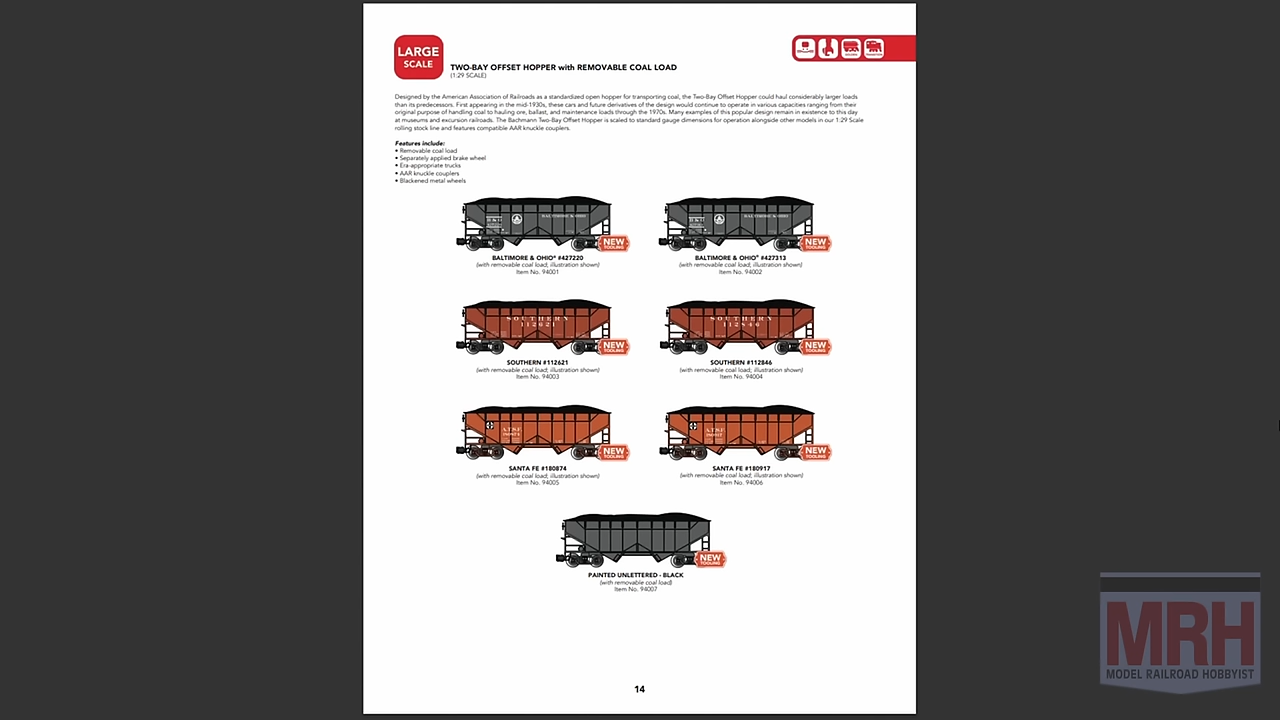 LARGE
SCALE
TWO-BAY OFFSET HOPPER with REMOVABLE COAL LOAD
(1:29 SCALE)
Designed by the American Association of Railroads as a standardized open hopper for transporting coal, the Two-Bay Offset Hopper could haul considerably larger loads
than its predecessors. First appearing in the mid-1930s, these cars and future derivatives of the design would continue to operate in various capacities ranging from their
original purpose of handling coal to hauling ore, ballast, and maintenance loads through the 1970s. Many examples of this popular design remain in existence to this day
at museums and excursion railroads. The Bachmann Two-Bay Offset Hopper is scaled to standard gauge dimensions for operation alongside other models in our 1:29 Scale
rolling stock line and features compatible AAR knuckle couplers.
Features include:
• Removable coal load
• Separately applied brake wheel
• Era-appropriate trucks
• AAR knuckle couplers
• Blackened metal wheels
B & O
BALTIMORE & OHIO
NEW
TOOLING
B & O
BALTIMORE & OHIO
NEW
TOOLING
BALTIMORE & OHIO® #427220
(with removable coal load; illustration shown)
Item No. 94001
BALTIMORE & OHIO® #427313
(with removable coal load; illustration shown)
Item No. 94002
SOUTHERN
112621
NEW
TOOLING
SOUTHERN
112846
NEW
TOOLING
SOUTHERN #112621
(with removable coal load; illustration shown)
Item No. 94003
SOUTHERN #112846
(with removable coal load; illustration shown)
Item No. 94004
A.T.S.F.
180874
NEW
TOOLING
A.T.S.F.
180917
NEW
TOOLING
SANTA FE #180874
(with removable coal load; illustration shown)
Item No. 94005
SANTA FE #180917
(with removable coal load; illustration shown)
Item No. 94006
NEW
TOOLING
PAINTED UNLETTERED - BLACK
(with removable coal load)
Item No. 94007
14
MRH
MODEL RAILROAD HOBBYIST